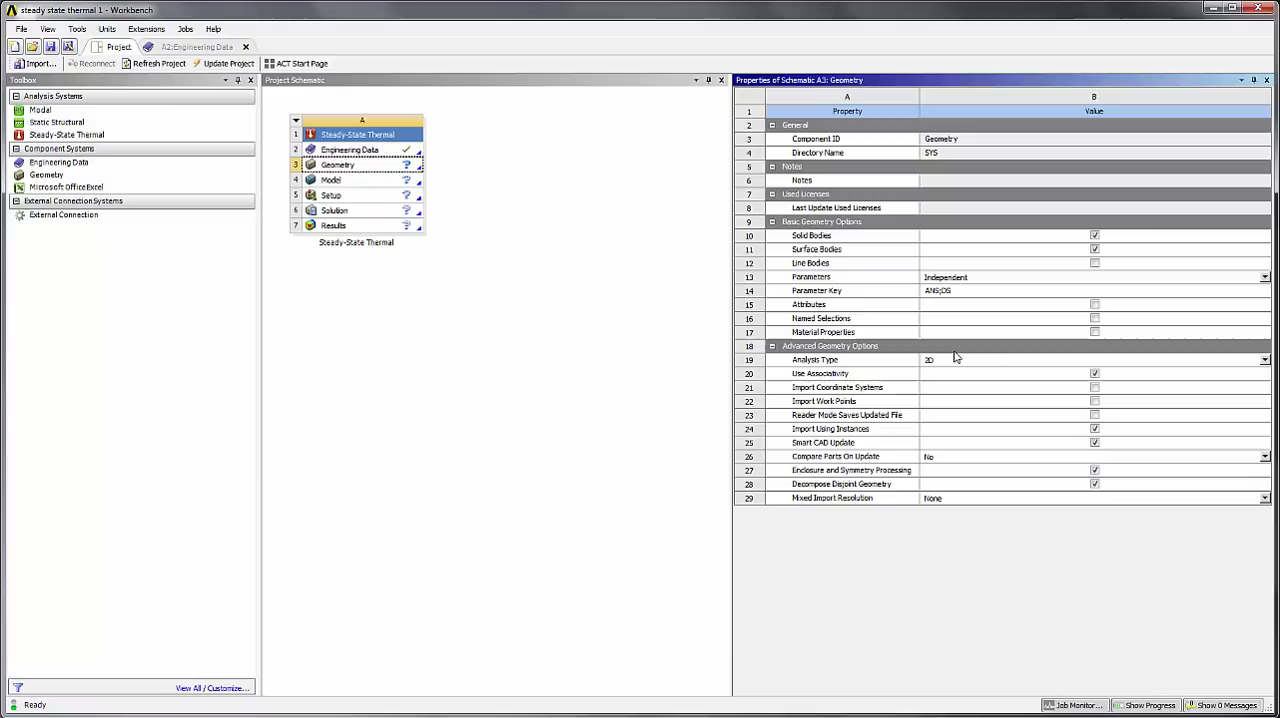 steady state thermal 1 - Workbench
File View Tools Units Extensions Jobs Help
Project A2:Engineering Data
Import... Reconnect Refresh Project Update Project ACT Start Page
Toolbox
Analysis Systems
Modal
Static Structural
Steady-State Thermal
Component Systems
Engineering Data
Geometry
Microsoft Office Excel
External Connection Systems
External Connection
View All / Customize...
Project Schematic
A
1 Steady-State Thermal
2 Engineering Data
3 Geometry
4 Model
5 Setup
6 Solution
7 Results
Steady-State Thermal
Properties of Schematic A3: Geometry
A B
1 Property Value
2 General
3 Component ID Geometry
4 Directory Name SYS
5 Notes
6 Notes
7 Used Licenses
8 Last Update Used Licenses
9 Basic Geometry Options
10 Solid Bodies
11 Surface Bodies
12 Line Bodies
13 Parameters Independent
14 Parameter Key ANS;DS
15 Attributes
16 Named Selections
17 Material Properties
18 Advanced Geometry Options
19 Analysis Type 2D
20 Use Associativity
21 Import Coordinate Systems
22 Import Work Points
23 Reader Mode Saves Updated File
24 Import Using Instances
25 Smart CAD Update
26 Compare Parts On Update No
27 Enclosure and Symmetry Processing
28 Decompose Disjoint Geometry
29 Mixed Import Resolution None
Ready
Job Monitor... Show Progress Show 0 Messages